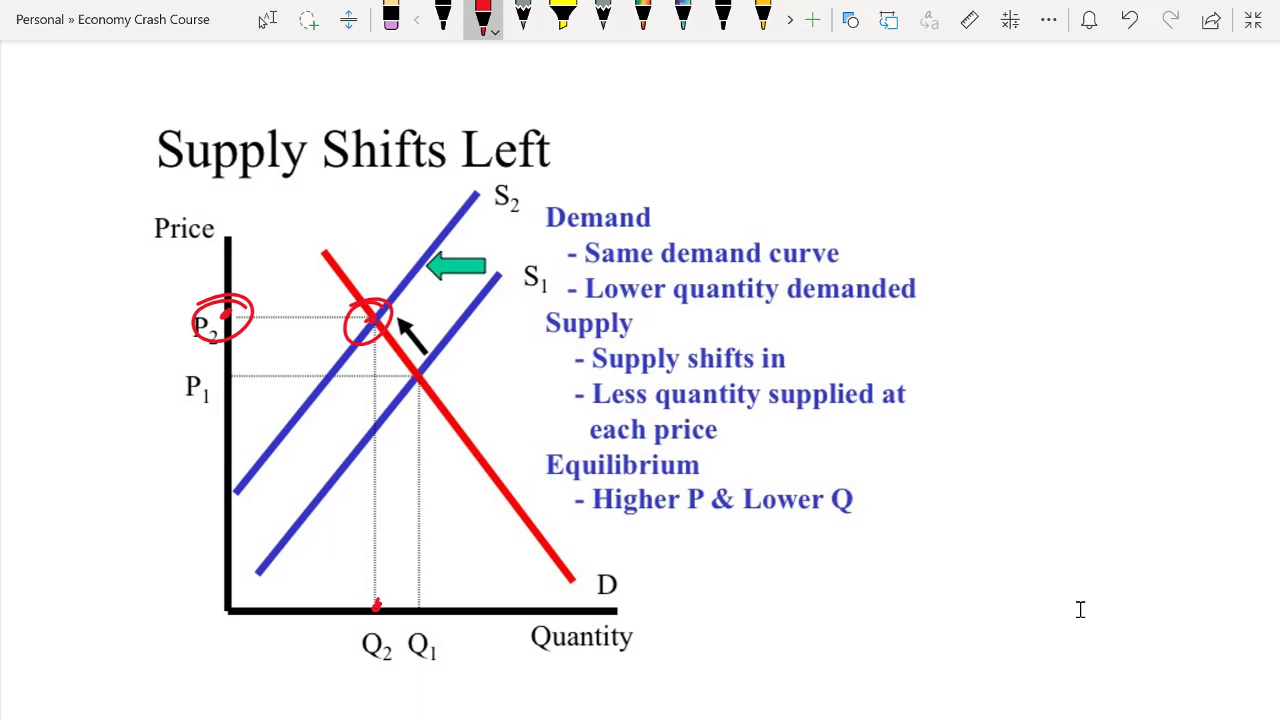 Personal » Economy Crash Course
Supply Shifts Left
S2
Price
Demand
- Same demand curve
S1
- Lower quantity demanded
P2
Supply
- Supply shifts in
P1
- Less quantity supplied at
each price
Equilibrium
- Higher P & Lower Q
D
Q2 Q1
Quantity